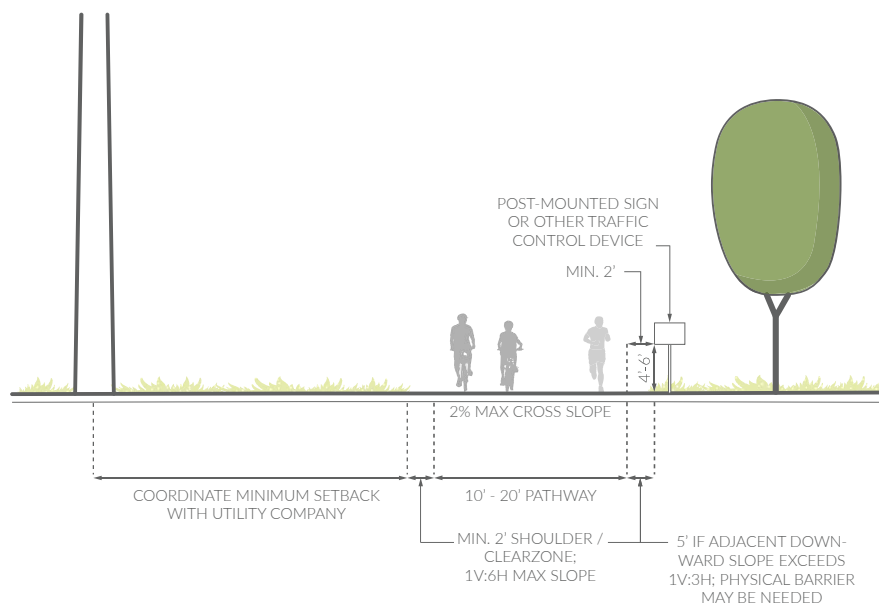 POST-MOUNTED SIGN
OR OTHER TRAFFIC
CONTROL DEVICE
MIN. 2'
4'-6'
2% MAX CROSS SLOPE
COORDINATE MINIMUM SETBACK
WITH UTILITY COMPANY
10' - 20' PATHWAY
MIN. 2' SHOULDER /
CLEARZONE;
1V:6H MAX SLOPE
5' IF ADJACENT DOWN-
WARD SLOPE EXCEEDS
1V:3H; PHYSICAL BARRIER
MAY BE NEEDED